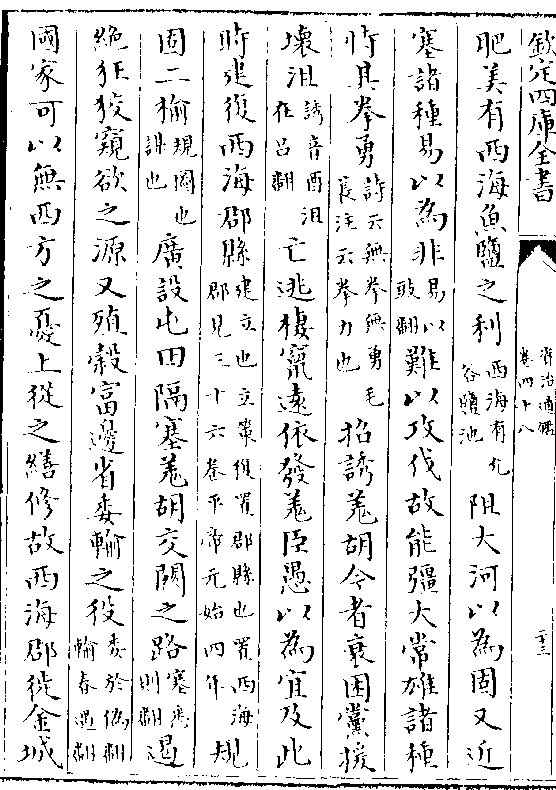 欽定四庫全書
資治通鑑
卷四十八
二十三
肥美有西海魚鹽之利西海有允谷鹽池阻大河以為固又近
塞諸種易以為非易以豉翻難以攻伐故能彊大常雄諸種
恃其拳勇詩云無拳無勇毛萇注云拳力也招誘羌胡今者衰困黨援
壞沮誘音酉沮在呂翻亡逃棲竄遠依發羌臣愚以為宜及此
時建復西海郡縣建立也立業復置郡縣也置西海郡見三十六卷平帝元始四年規
固二榆規圖也謀也廣設屯田隔塞羌胡交關之路塞悉則翻遏
絶狂狡窺欲之源又殖穀富邊省委輸之役委於偽翻輸舂遇翻
國家可以無西方之憂上從之繕修故西海郡徙金城